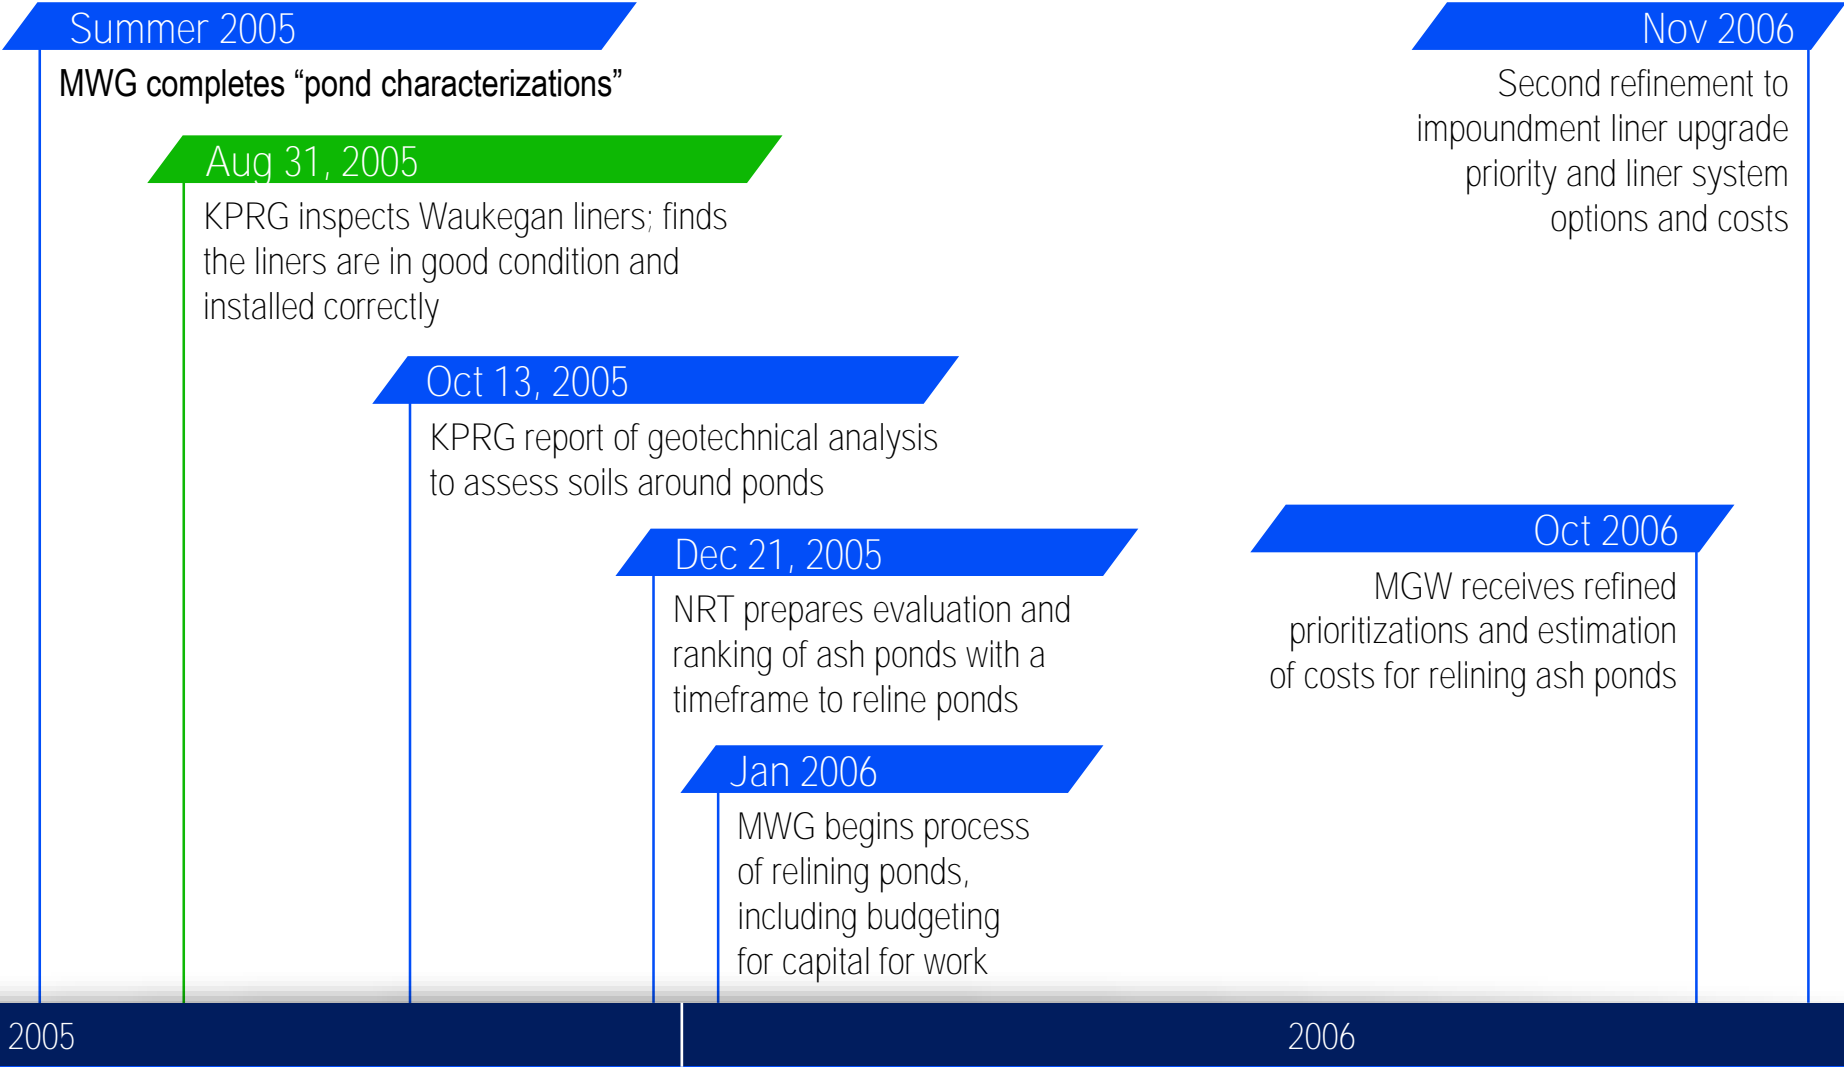 Summer 2005
MWG completes “pond characterizations”
Aug 31, 2005
KPRG inspects Waukegan liners; finds
the liners are in good condition and
installed correctly
Oct 13, 2005
KPRG report of geotechnical analysis
to assess soils around ponds
Dec 21, 2005
NRT prepares evaluation and
ranking of ash ponds with a
timeframe to reline ponds
Jan 2006
MWG begins process
of relining ponds,
including budgeting
for capital for work
Oct 2006
MGW receives refined
prioritizations and estimation
of costs for relining ash ponds
Nov 2006
Second refinement to
impoundment liner upgrade
priority and liner system
options and costs
2005
2006